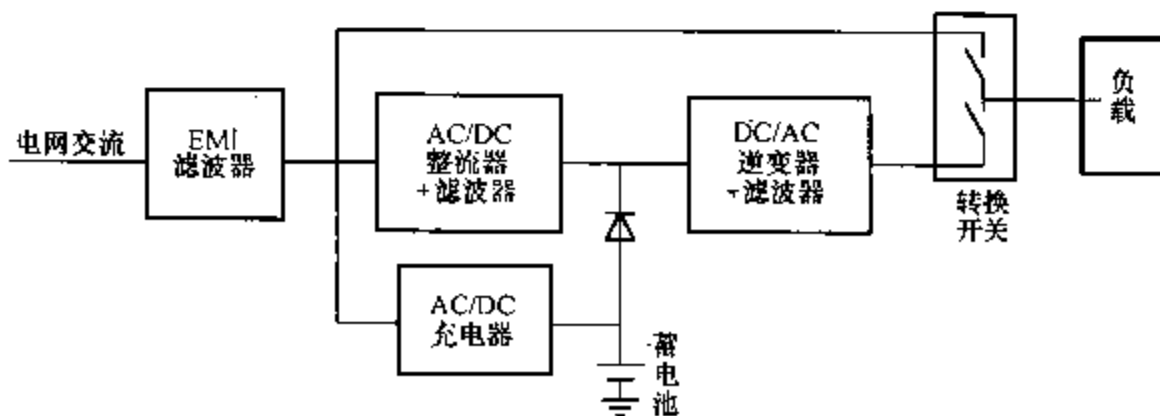 电网交流
EMI
滤波器
AC/DC
整流器
+滤波器
DC/AC
逆变器
+滤波器
转换
开关
负
载
AC/DC
充电器
蓄
电
池